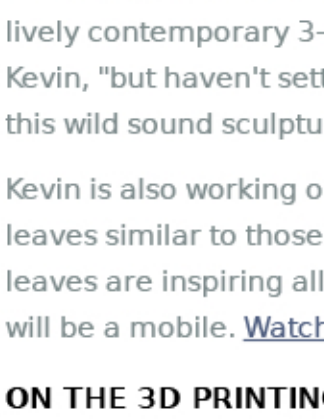 lively contemporary 3-
Kevin, "but haven't sett
this wild sound sculptu
Kevin is also working o
leaves similar to those
leaves are inspiring all
will be a mobile. Watch
ON THE 3D PRINTING